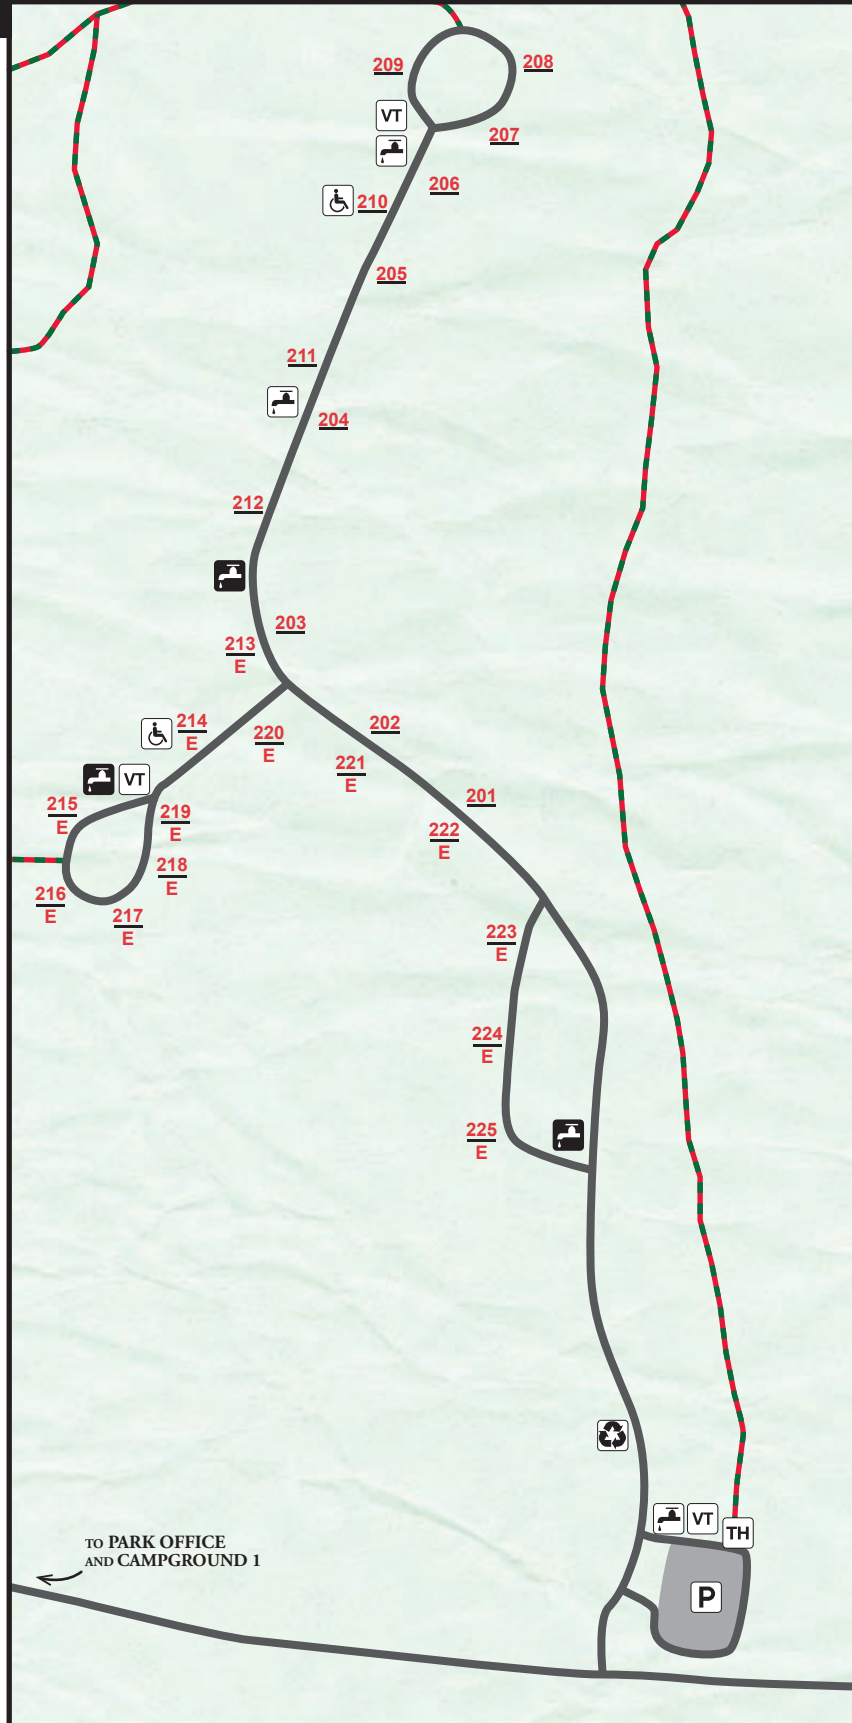 209
208
VT
207
206
210
205
211
204
212
203
213
E
214
E
220
E
202
221
E
VT
215
E
219
E
201
222
E
218
E
216
E
217
E
223
E
224
E
225
E
VT
TH
TO PARK OFFICE
AND CAMPGROUND 1
P